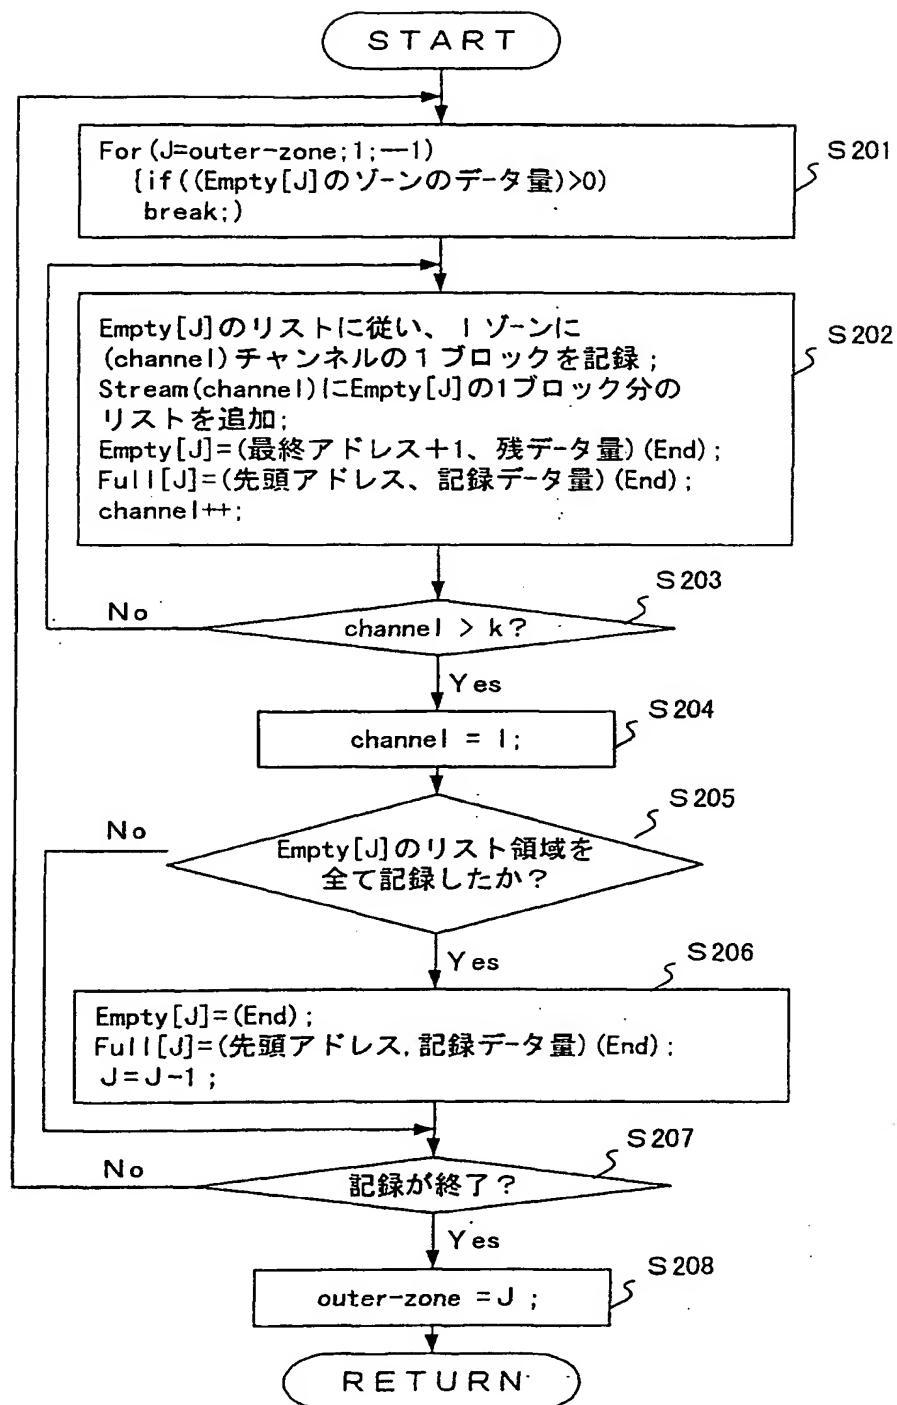 START
For(J=outer-zone;1;--1)
{if((Empty[J]のゾーンのデータ量)>0)
break;)
S201
Empty[J]のリストに従い、1ゾーンに
(channel)チャンネルの1ブロックを記録;
Stream(channel)にEmpty[J]の1ブロック分の
リストを追加;
Empty[J]=(最終アドレス+1、残データ量)(End);
Full[J]=(先頭アドレス、記録データ量)(End);
channel++;
S202
S203
No
channel > k?
Yes
S204
channel = 1;
S205
No
Empty[J]のリスト領域を
全て記録したか?
Yes
S206
Empty[J]=(End);
Full[J]=(先頭アドレス,記録データ量)(End);
J=J-1;
S207
No
記録が終了?
Yes
S208
outer-zone =J ;
RETURN